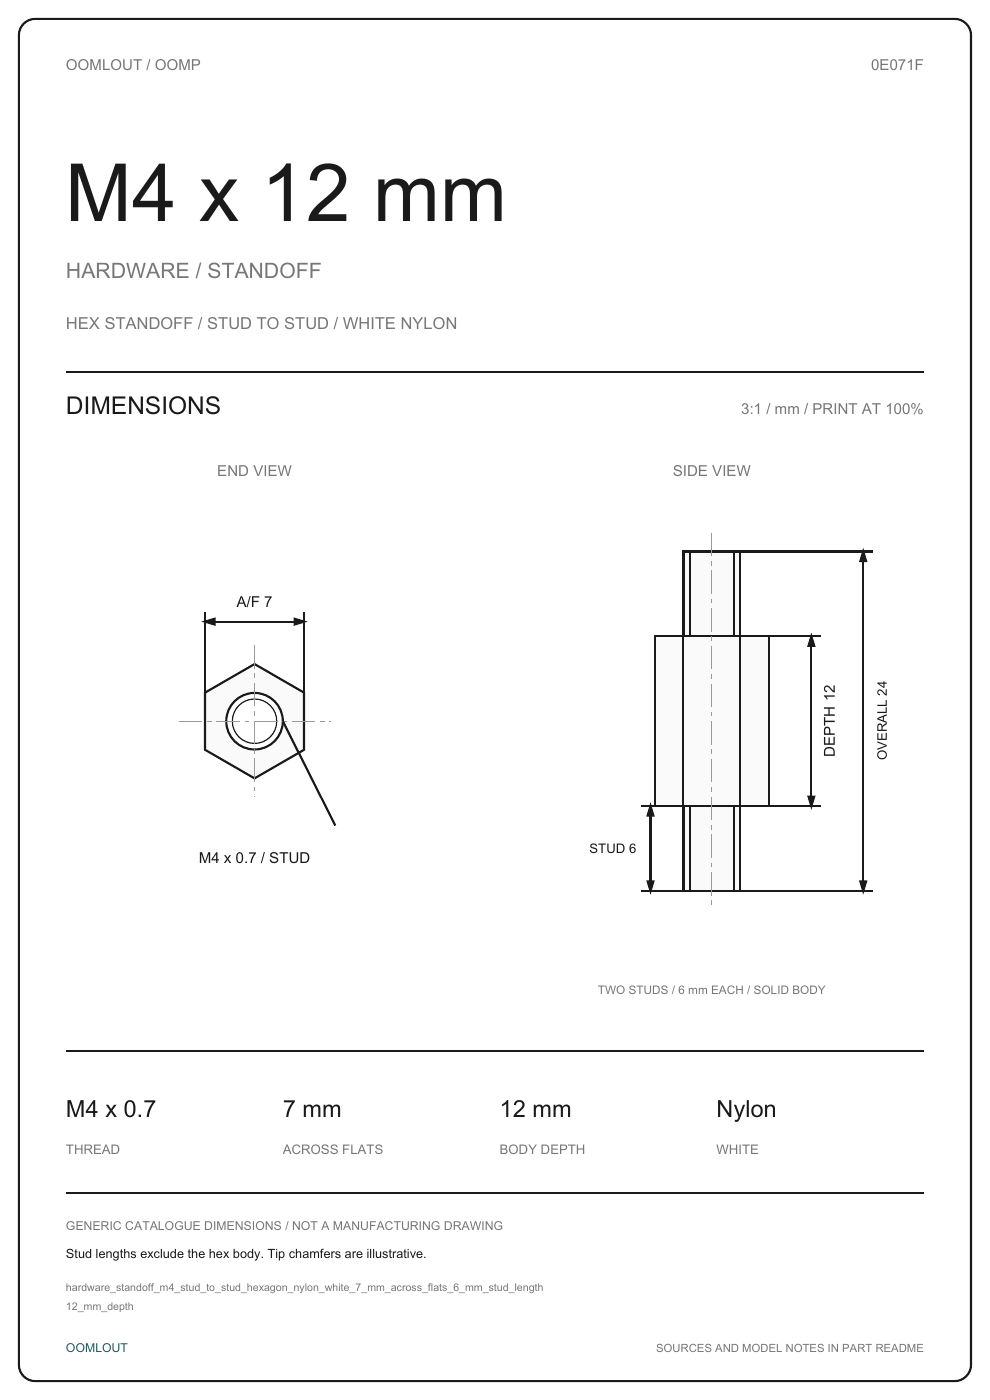 OOMLOUT / OOMP
0E071F
M4 x 12 mm
HARDWARE / STANDOFF
HEX STANDOFF / STUD TO STUD / WHITE NYLON
DIMENSIONS
3:1 / mm / PRINT AT 100%
END VIEW
SIDE VIEW
A/F 7
M4 x 0.7 / STUD
DEPTH 12
OVERALL 24
STUD 6
TWO STUDS / 6 mm EACH / SOLID BODY
M4 x 0.7
7 mm
12 mm
Nylon
THREAD
ACROSS FLATS
BODY DEPTH
WHITE
GENERIC CATALOGUE DIMENSIONS / NOT A MANUFACTURING DRAWING
Stud lengths exclude the hex body. Tip chamfers are illustrative.
hardware_standoff_m4_stud_to_stud_hexagon_nylon_white_7_mm_across_flats_6_mm_stud_length
12_mm_depth
OOMLOUT
SOURCES AND MODEL NOTES IN PART README